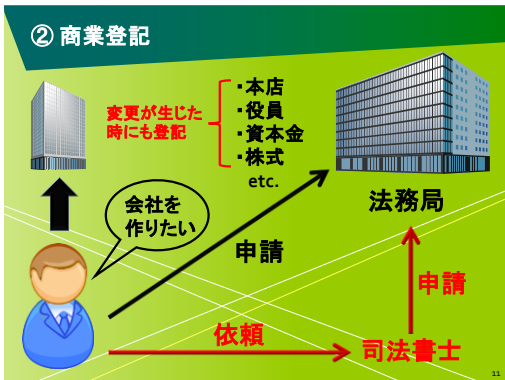 ② 商業登記
変更が生じた
時にも登記
・本店
・役員
・資本金
・株式
etc.
会社を
作りたい
法務局
申請
申請
依頼
司法書士
11